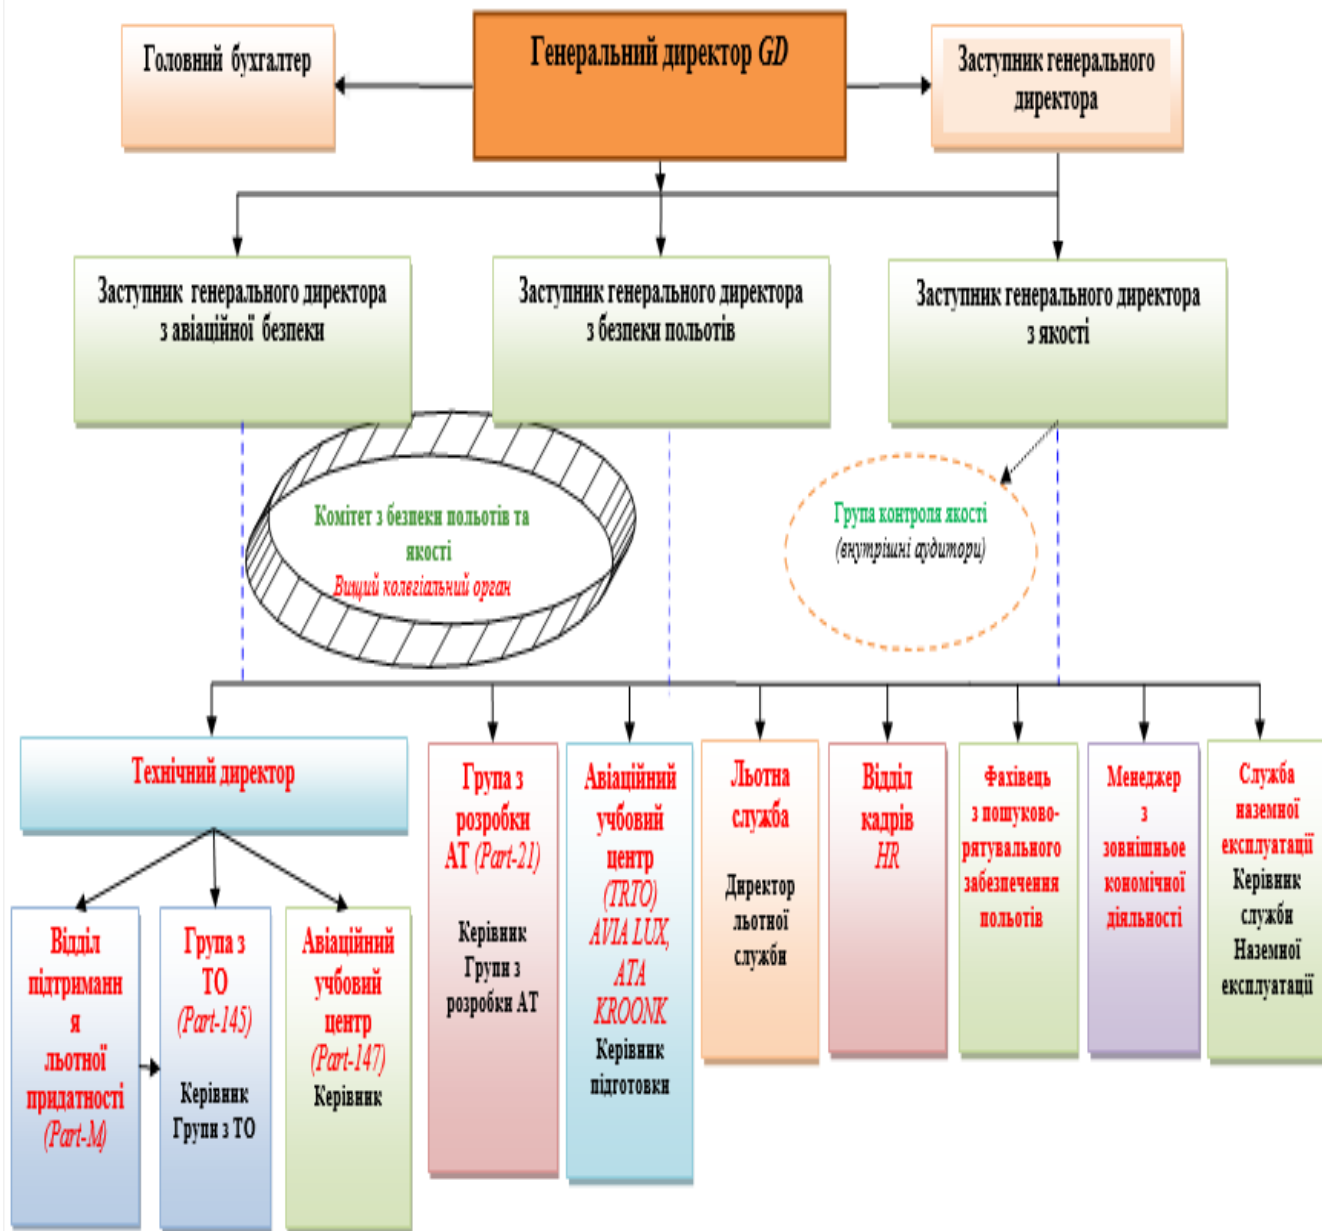 Головний бухгалтер
Генеральний директор GD
Заступник генерального
директора
Заступник генерального директора
з авіаційної безпеки
Заступник генерального директора
з безпеки польотів
Заступник генерального директора
з якості
Комітет з безпеки польотів та
якості
Вищий колегіальний орган
Група контроля якості
(внутрішні аудитори)
Технічний директор
Група з
розробки
АТ (Part-21)
Керівник
Групи з
розробки АТ
Авіаційний
учбовий
центр
(TRTO)
AVIA LUX,
ATA
KROONK
Керівник
підготовки
Льотна
служба
Директор
льотної
служби
Відділ
кадрів
HR
Фахівець
з пошуково-
рятувального
забезпечення
польотів
Менеджер
з
зовнішньое
кономічної
діяльності
Служба
наземної
експлуатації
Керівник
служби
Наземної
експлуатації
Відділ
підтриманн
я
льотної
придатності
(Part-M)
Група з
ТО
(Part-145)
Керівник
Групи з ТО
Авіаційний
учбовий
центр
(Part-147)
Керівник